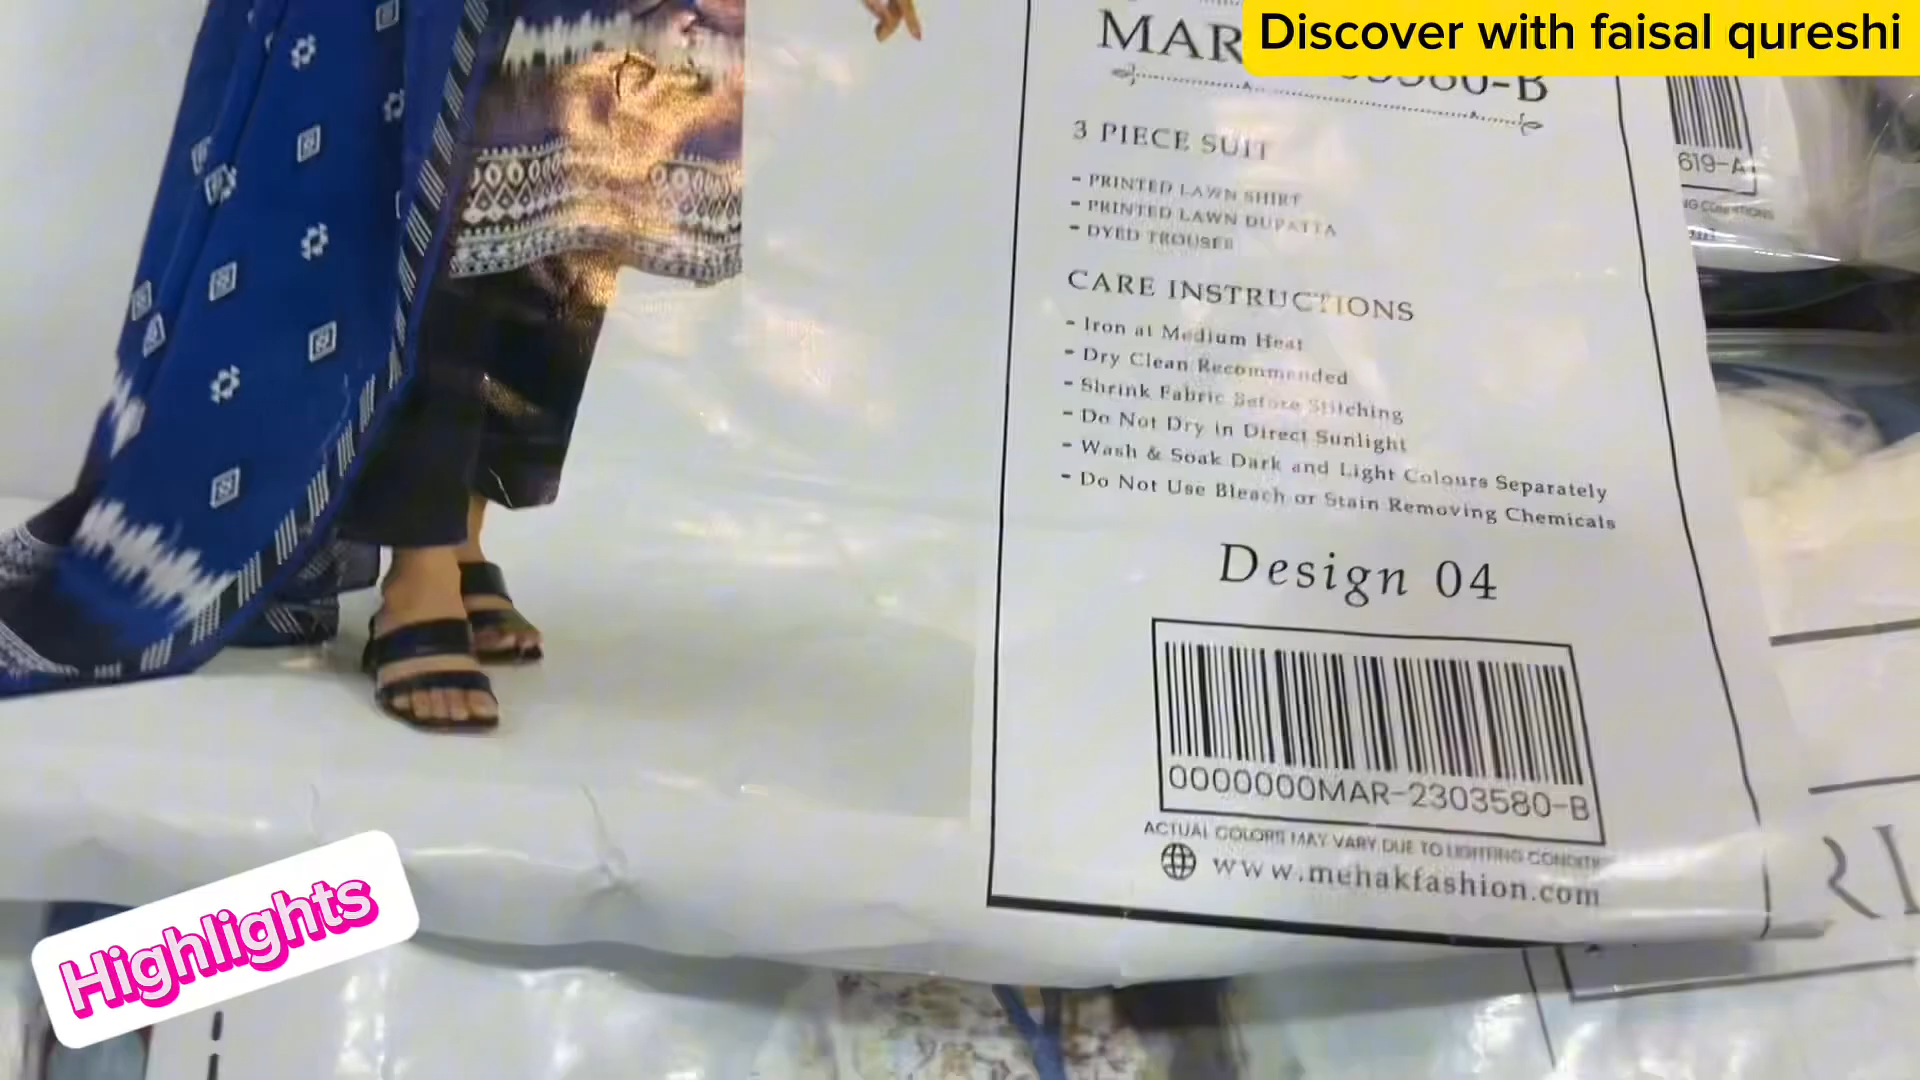 Discover with faisal qureshi
MAR
3 PIECE SUIT
- PRINTED LAWN SHIRT
- PRINTED LAWN DUPATTA
- DYED TROUSER
CARE INSTRUCTIONS
- Iron at Medium Heat
- Dry Clean Recommended
- Shrink Fabric Before Stitching
- Do Not Dry in Direct Sunlight
- Wash & Soak Dark and Light Colours Separately
- Do Not Use Bleach or Stain Removing Chemicals
Design 04
0000000MAR-2303580-B
ACTUAL COLORS MAY VARY DUE TO LIGHTING
www.mehakfashion.com
619-A
Highlights